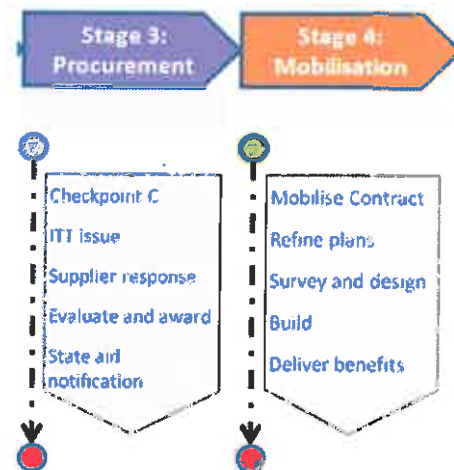 Stage 3:
Procurement
Stage 4:
Mobilisation
Checkpoint C
ITT issue
Supplier response
Evaluate and award
State aid
notification
Mobilise Contract
Refine plans
Survey and design
Build
Deliver benefits